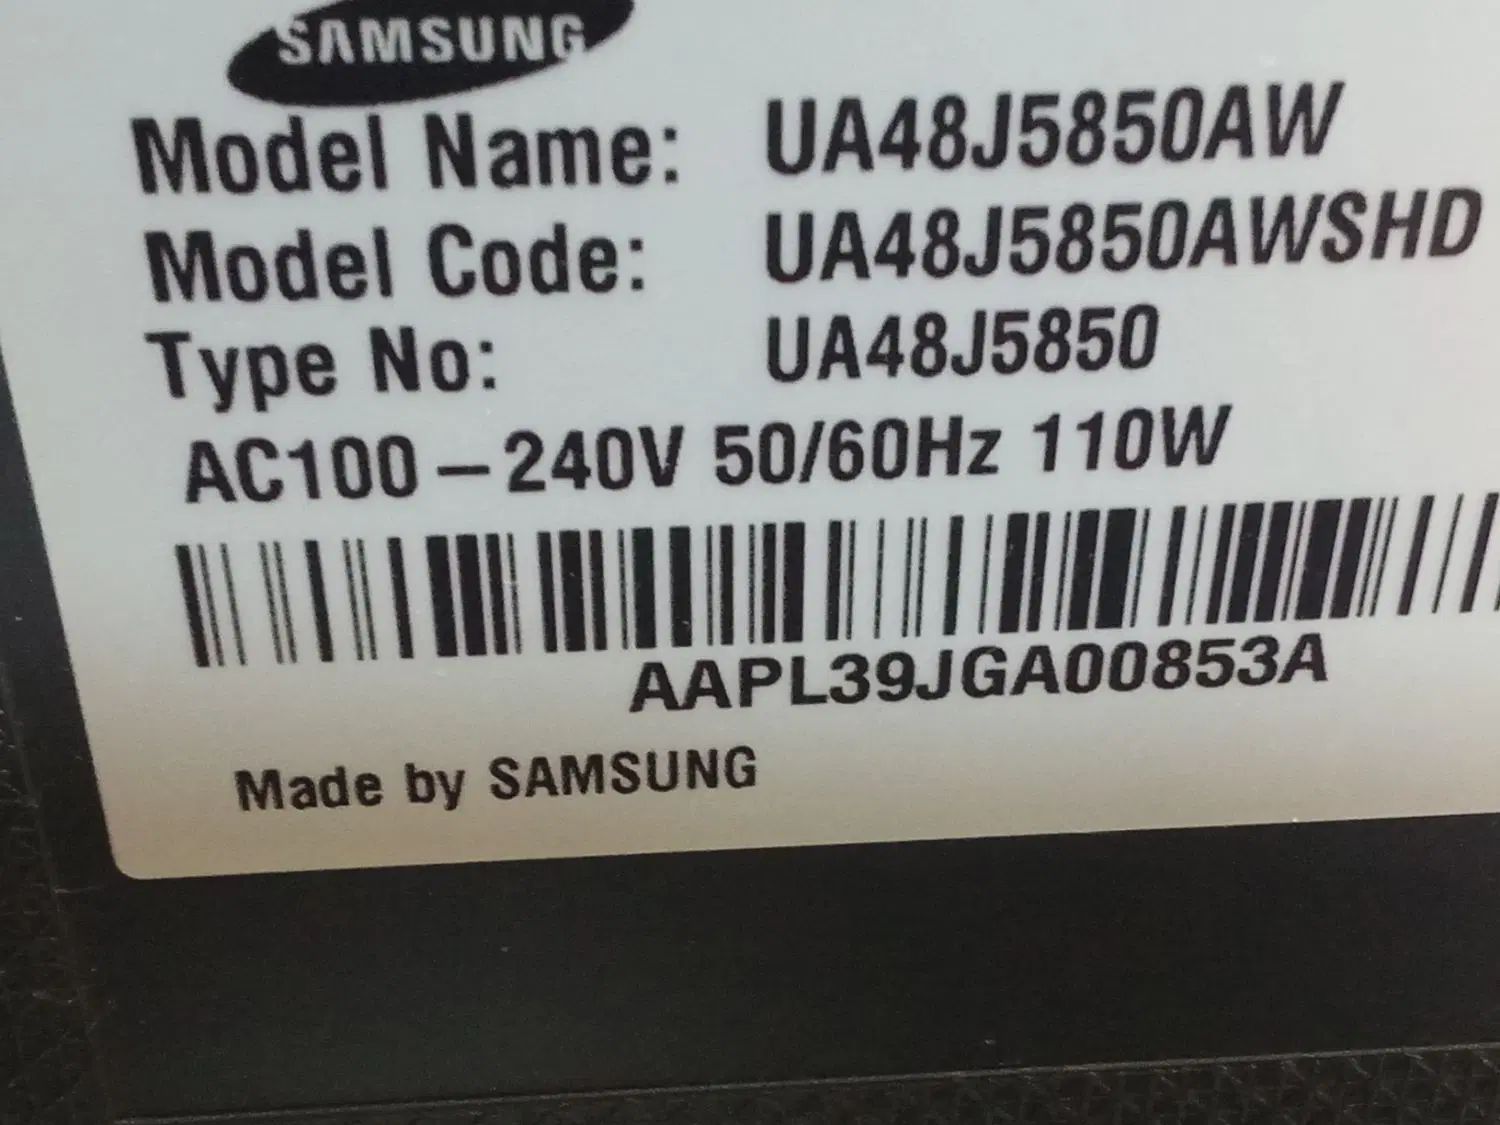 SAMSUNG
Model Name: UA48J5850AW
Model Code: UA48J5850AWSHD
Type No: UA48J5850
AC100-240V 50/60Hz 110W
AAPL39JGA00853A
Made by SAMSUNG